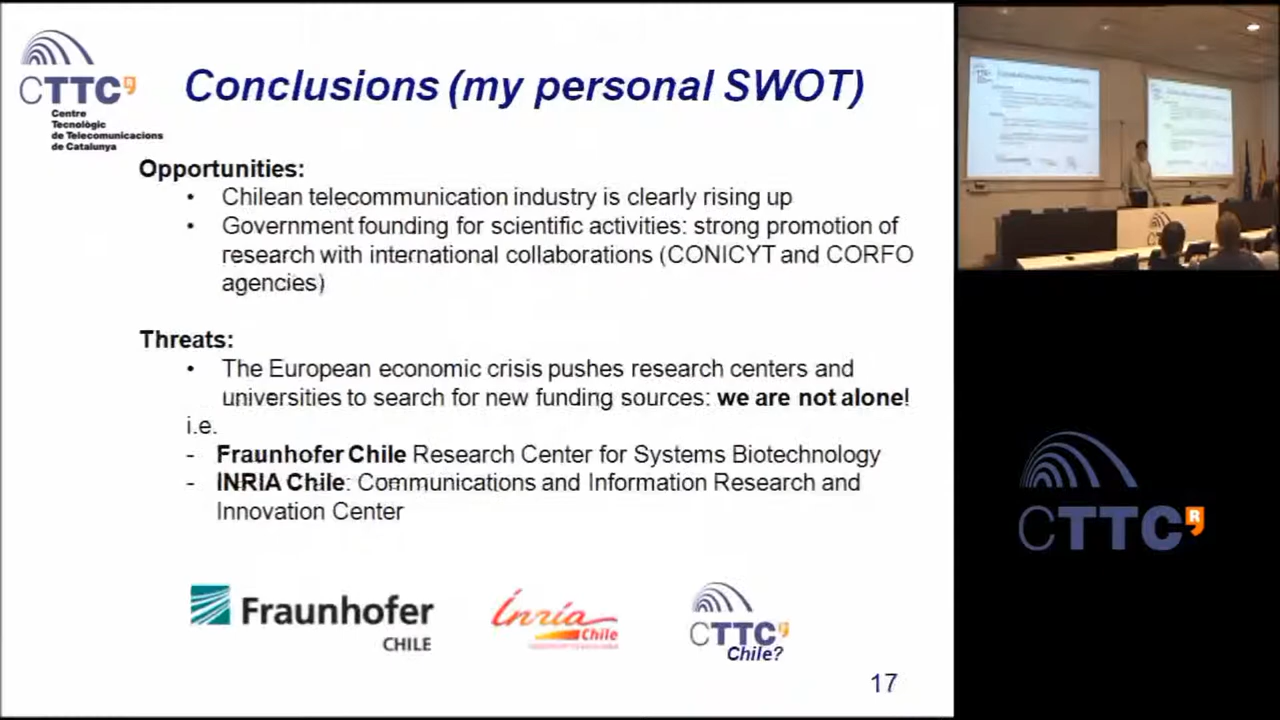 CTTC R
Centre
Tecnològic
de Telecomunicacions
de Catalunya
Conclusions (my personal SWOT)
Opportunities:
• Chilean telecommunication industry is clearly rising up
• Government founding for scientific activities: strong promotion of
research with international collaborations (CONICYT and CORFO
agencies)
Threats:
• The European economic crisis pushes research centers and
universities to search for new funding sources: we are not alone!
i.e.
- Fraunhofer Chile Research Center for Systems Biotechnology
- INRIA Chile: Communications and Information Research and
Innovation Center
Fraunhofer
CHILE
Inria
Chile
CTTC
Chile?
17
CTTC R